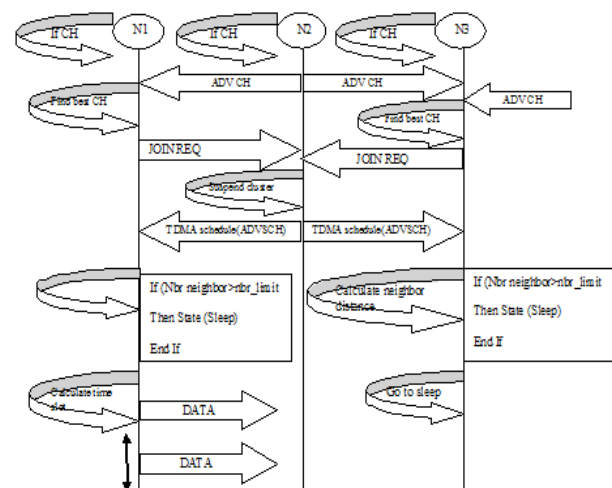 If CH
N1
If CH
N2
If CH
N3
ADV CH
ADV CH
ADV CH
Find best CH
Find best CH
JOIN REQ
JOIN REQ
Suspend cluster
TDMA schedule(ADVSCH)
TDMA schedule(ADVSCH)
If (Nbr neighbor>nbr_limit
Then State (Sleep)
End If
Calculate neighbor
distance
If (Nbr neighbor>nbr_limit
Then State (Sleep)
End If
Calculate time
slot
DATA
Go to sleep
DATA